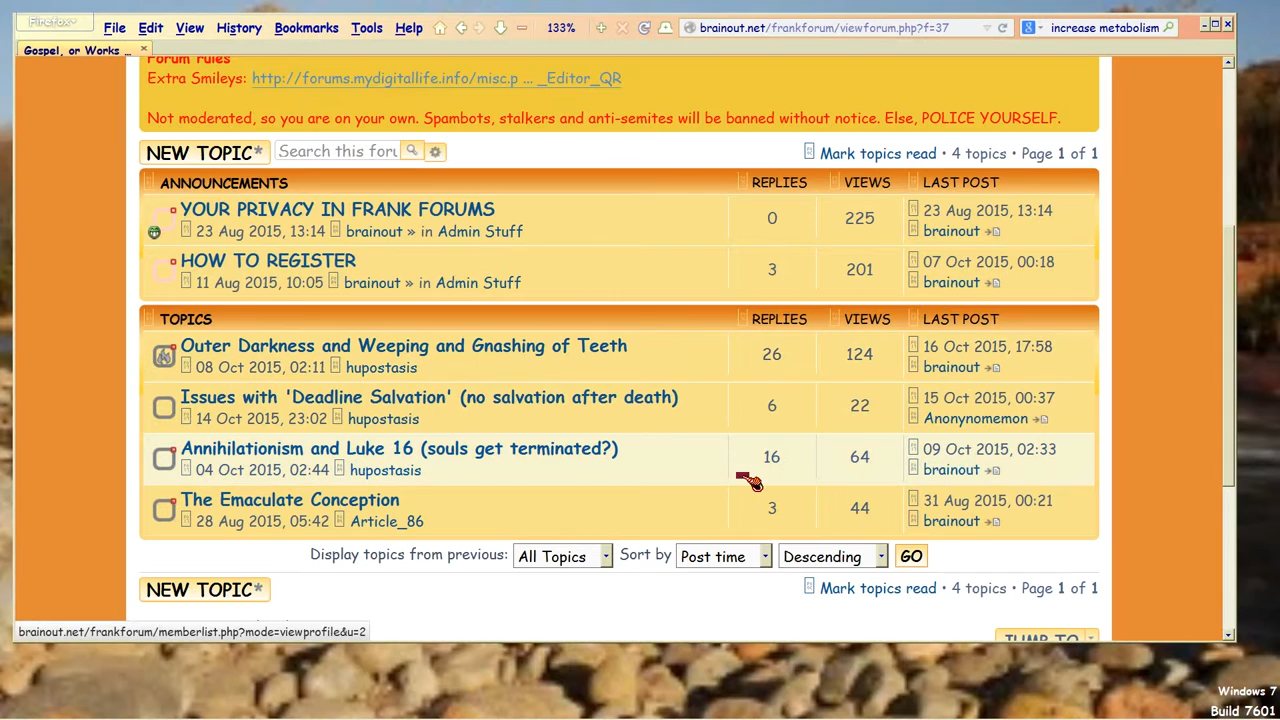 Firefox
File Edit View History Bookmarks Tools Help 133% brainout.net/frankforum/viewforum.php?f=37 increase metabolism
Gospel, or Works ...
Forum rules
Extra Smileys: http://forums.mydigitallife.info/misc.p ... _Editor_QR
Not moderated, so you are on your own. Spambots, stalkers and anti-semites will be banned without notice. Else, POLICE YOURSELF.
NEW TOPIC* Search this foru Mark topics read • 4 topics • Page 1 of 1
ANNOUNCEMENTS REPLIES VIEWS LAST POST
YOUR PRIVACY IN FRANK FORUMS 0 225 23 Aug 2015, 13:14
23 Aug 2015, 13:14 brainout » in Admin Stuff brainout
HOW TO REGISTER 3 201 07 Oct 2015, 00:18
11 Aug 2015, 10:05 brainout » in Admin Stuff brainout
TOPICS REPLIES VIEWS LAST POST
Outer Darkness and Weeping and Gnashing of Teeth 26 124 16 Oct 2015, 17:58
08 Oct 2015, 02:11 hupostasis brainout
Issues with 'Deadline Salvation' (no salvation after death) 6 22 15 Oct 2015, 00:37
14 Oct 2015, 23:02 hupostasis Anonynomemon
Annihilationism and Luke 16 (souls get terminated?) 16 64 09 Oct 2015, 02:33
04 Oct 2015, 02:44 hupostasis brainout
The Emaculate Conception 3 44 31 Aug 2015, 00:21
28 Aug 2015, 05:42 Article_86 brainout
Display topics from previous: All Topics Sort by Post time Descending GO
NEW TOPIC* Mark topics read • 4 topics • Page 1 of 1
brainout.net/frankforum/memberlist.php?mode=viewprofile&u=2 JUMP TO
Windows 7
Build 7601